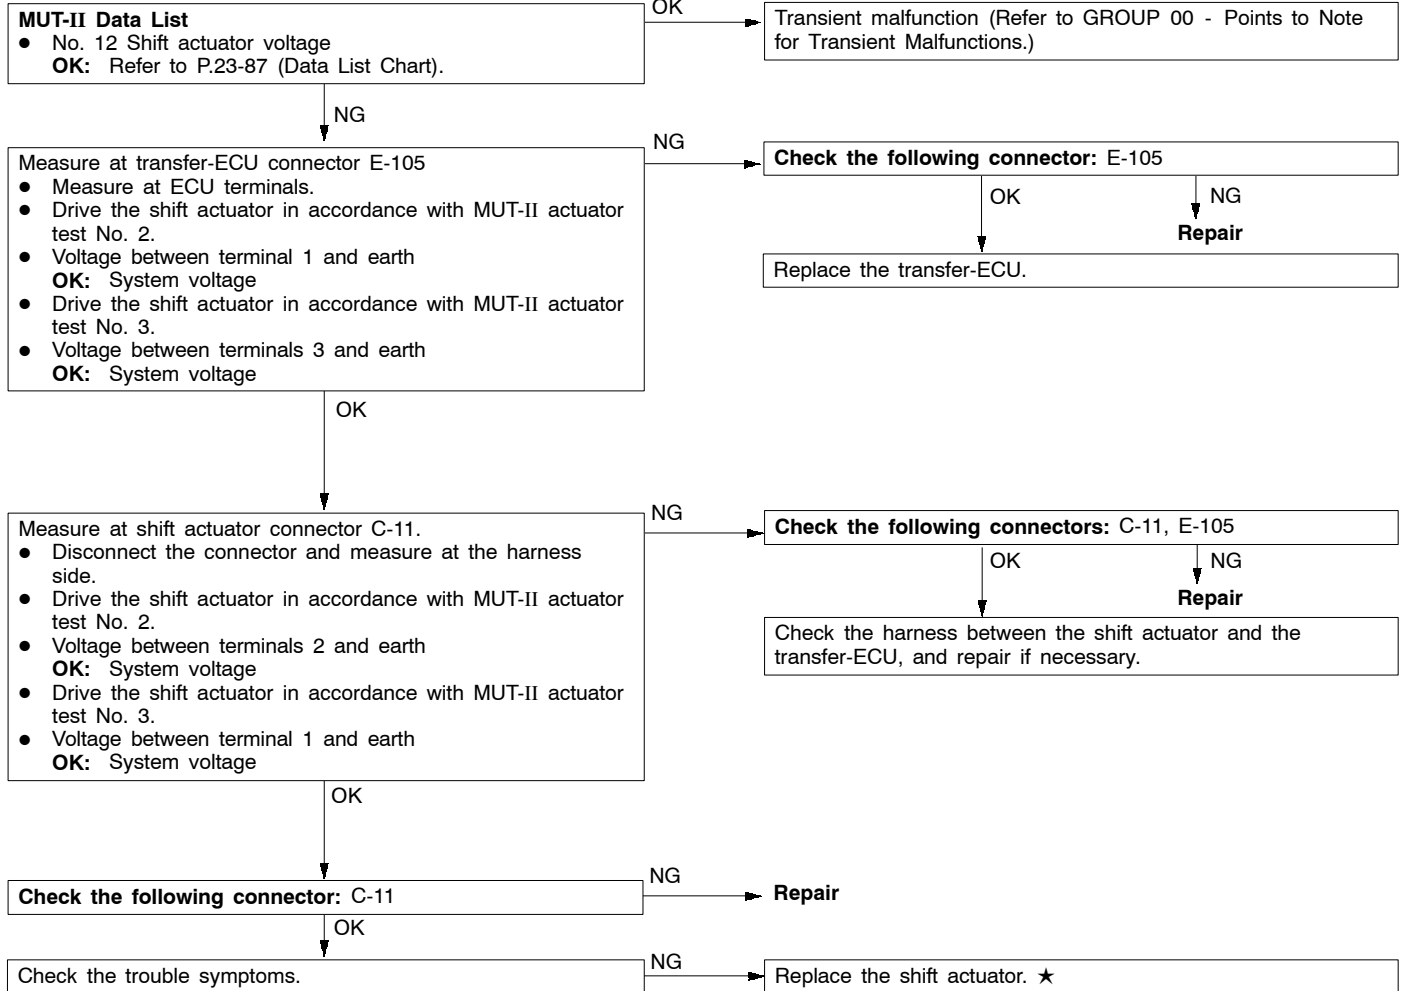 MUT-II Data List
● No. 12 Shift actuator voltage
OK: Refer to P.23-87 (Data List Chart).
OK
Transient malfunction (Refer to GROUP 00 - Points to Note
for Transient Malfunctions.)
NG
Measure at transfer-ECU connector E-105
● Measure at ECU terminals.
● Drive the shift actuator in accordance with MUT-II actuator
test No. 2.
● Voltage between terminal 1 and earth
OK: System voltage
● Drive the shift actuator in accordance with MUT-II actuator
test No. 3.
● Voltage between terminals 3 and earth
OK: System voltage
NG
Check the following connector: E-105
OK
NG
Repair
Replace the transfer-ECU.
OK
Measure at shift actuator connector C-11.
● Disconnect the connector and measure at the harness
side.
● Drive the shift actuator in accordance with MUT-II actuator
test No. 2.
● Voltage between terminals 2 and earth
OK: System voltage
● Drive the shift actuator in accordance with MUT-II actuator
test No. 3.
● Voltage between terminal 1 and earth
OK: System voltage
NG
Check the following connectors: C-11, E-105
OK
NG
Repair
Check the harness between the shift actuator and the
transfer-ECU, and repair if necessary.
OK
Check the following connector: C-11
NG
Repair
OK
Check the trouble symptoms.
NG
Replace the shift actuator. ★